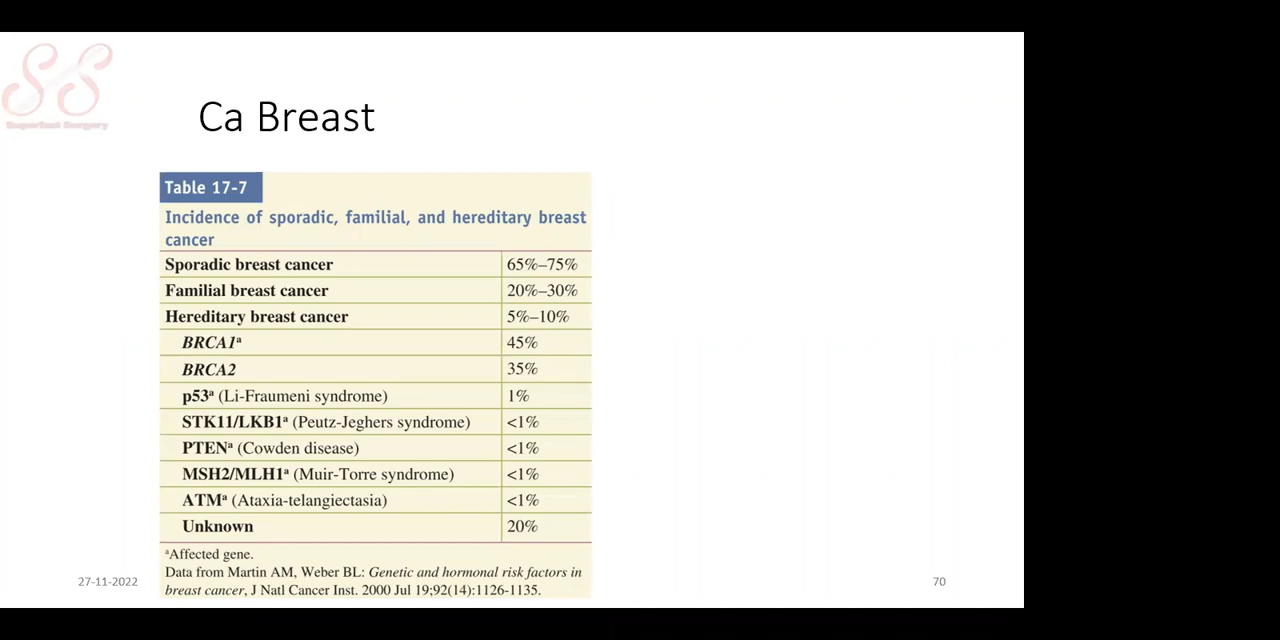 SS
Superfast Surgery
Ca Breast
Table 17-7
Incidence of sporadic, familial, and hereditary breast
cancer
Sporadic breast cancer 65%–75%
Familial breast cancer 20%–30%
Hereditary breast cancer 5%–10%
BRCA1ᵃ 45%
BRCA2 35%
p53ᵃ (Li-Fraumeni syndrome) 1%
STK11/LKB1ᵃ (Peutz-Jeghers syndrome) <1%
PTENᵃ (Cowden disease) <1%
MSH2/MLH1ᵃ (Muir-Torre syndrome) <1%
ATMᵃ (Ataxia-telangiectasia) <1%
Unknown 20%
ᵃAffected gene.
Data from Martin AM, Weber BL: Genetic and hormonal risk factors in
breast cancer, J Natl Cancer Inst. 2000 Jul 19;92(14):1126-1135.
27-11-2022
70